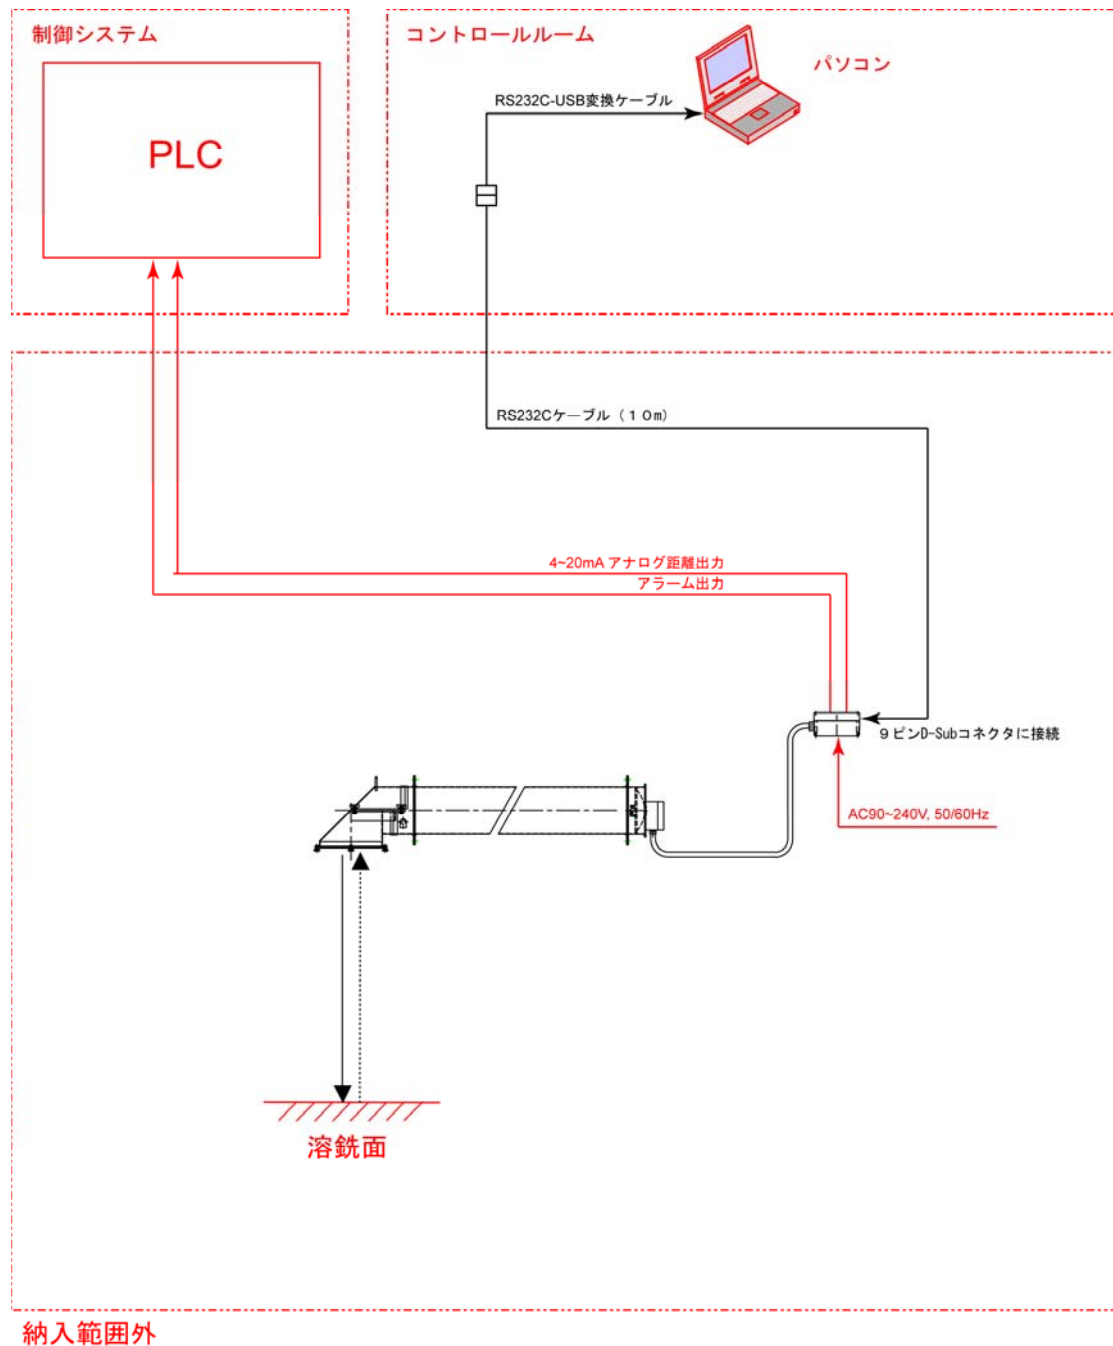 制御システム
コントロールルーム
パソコン
RS232C-USB変換ケーブル
PLC
RS232Cケーブル（１０m）
4~20mA アナログ距離出力
アラーム出力
９ピンD-Subコネクタに接続
AC90~240V, 50/60Hz
溶銑面
納入範囲外